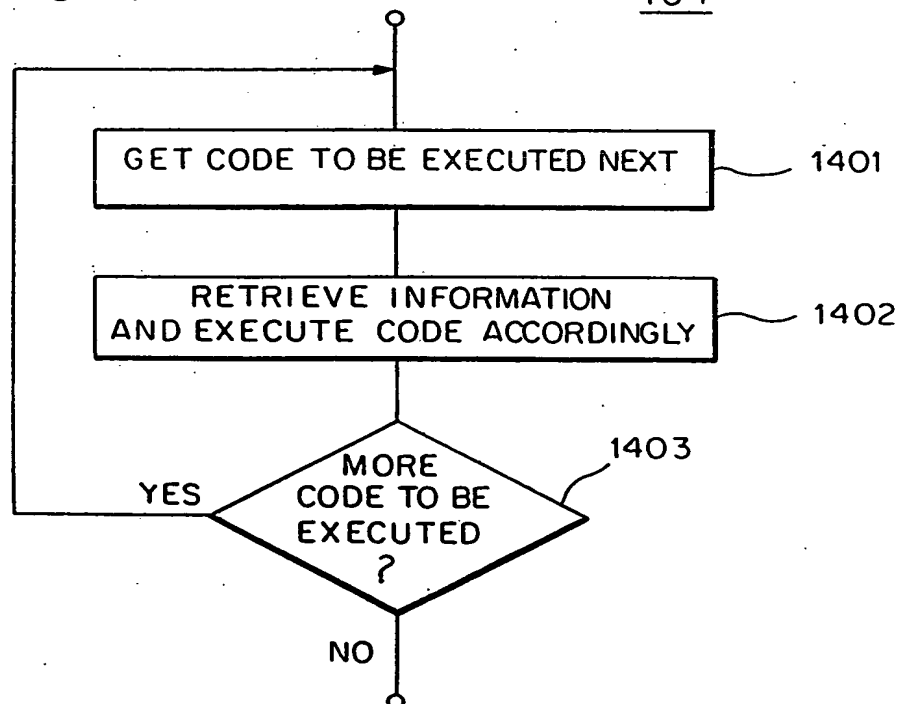 GET CODE TO BE EXECUTED NEXT
1401
RETRIEVE INFORMATION
AND EXECUTE CODE ACCORDINGLY
1402
1403
MORE
CODE TO BE
EXECUTED
?
YES
NO